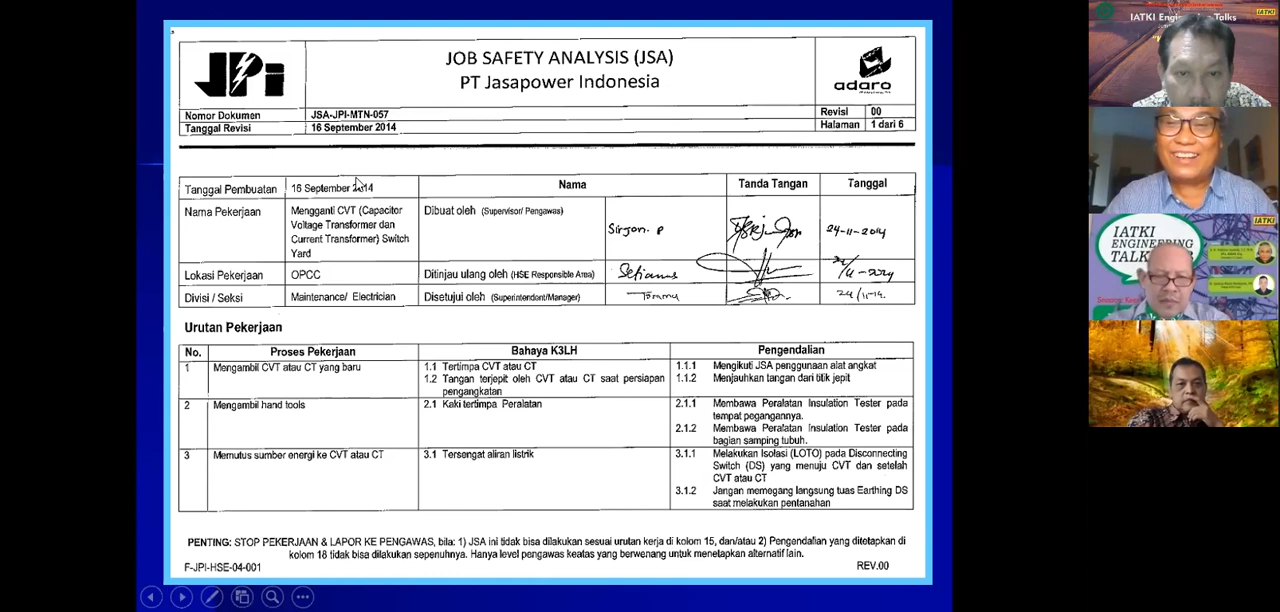 JPi
JOB SAFETY ANALYSIS (JSA)
PT Jasapower Indonesia
adaro
Nomor Dokumen JSA-JPI-MTN-057 Revisi 00
Tanggal Revisi 16 September 2014 Halaman 1 dari 6
Tanggal Pembuatan 16 September 2014 Nama Tanda Tangan Tanggal
Nama Pekerjaan Mengganti CVT (Capacitor Voltage Transformer dan Current Transformer) Switch Yard Dibuat oleh (Supervisor/ Pengawas) Sirjon. P 24-11-2014
Lokasi Pekerjaan OPCC Ditinjau ulang oleh (HSE Responsible Area)
Divisi / Seksi Maintenance/ Electrician Disetujui oleh (Superintendent/Manager) Tommy 24/11-14.
Urutan Pekerjaan
No. Proses Pekerjaan Bahaya K3LH Pengendalian
1 Mengambil CVT atau CT yang baru
1.1 Tertimpa CVT atau CT
1.2 Tangan terjepit oleh CVT atau CT saat persiapan
pengangkatan
1.1.1 Mengikuti JSA penggunaan alat angkat
1.1.2 Menjauhkan tangan dari titik jepit
2 Mengambil hand tools
2.1 Kaki tertimpa Peralatan
2.1.1 Membawa Peralatan Insulation Tester pada
tempat pegangannya.
2.1.2 Membawa Peralatan Insulation Tester pada
bagian samping tubuh.
3 Memutus sumber energi ke CVT atau CT
3.1 Tersengat aliran listrik
3.1.1 Melakukan Isolasi (LOTO) pada Disconnecting
Switch (DS) yang menuju CVT dan setelah
CVT atau CT
3.1.2 Jangan memegang langsung tuas Earthing DS
saat melakukan pentanahan
PENTING: STOP PEKERJAAN & LAPOR KE PENGAWAS, bila: 1) JSA ini tidak bisa dilakukan sesuai urutan kerja di kolom 15, dan/atau 2) Pengendalian yang ditetapkan di
kolom 18 tidak bisa dilakukan sepenuhnya. Hanya level pengawas keatas yang berwenang untuk menetapkan alternatif lain.
F-JPI-HSE-04-001 REV.00
IATKI
IATKI
IATKI
ENGINEERING